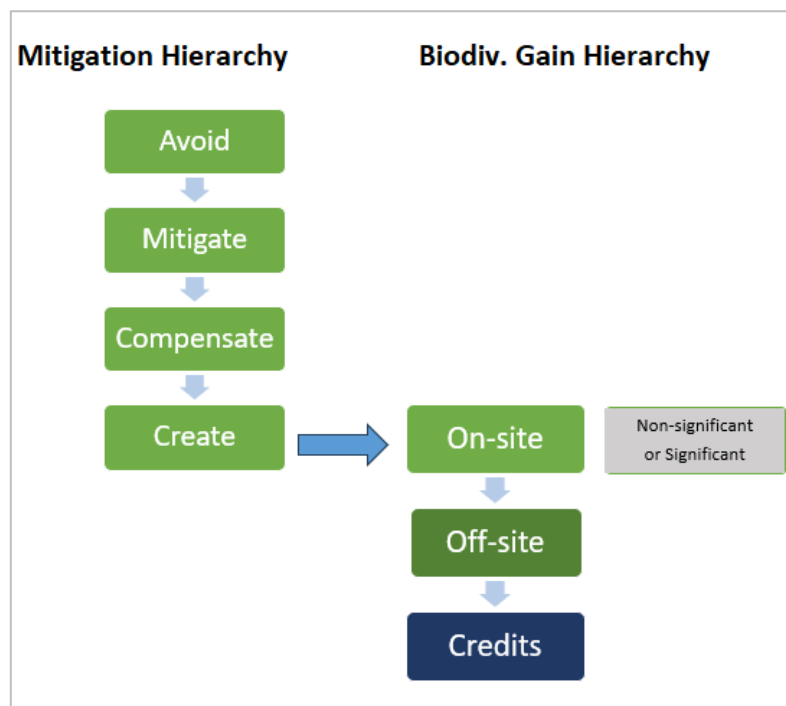 Mitigation Hierarchy
Biodiv. Gain Hierarchy
Avoid
Mitigate
Compensate
Create
On-site
Non-significant
or Significant
Off-site
Credits